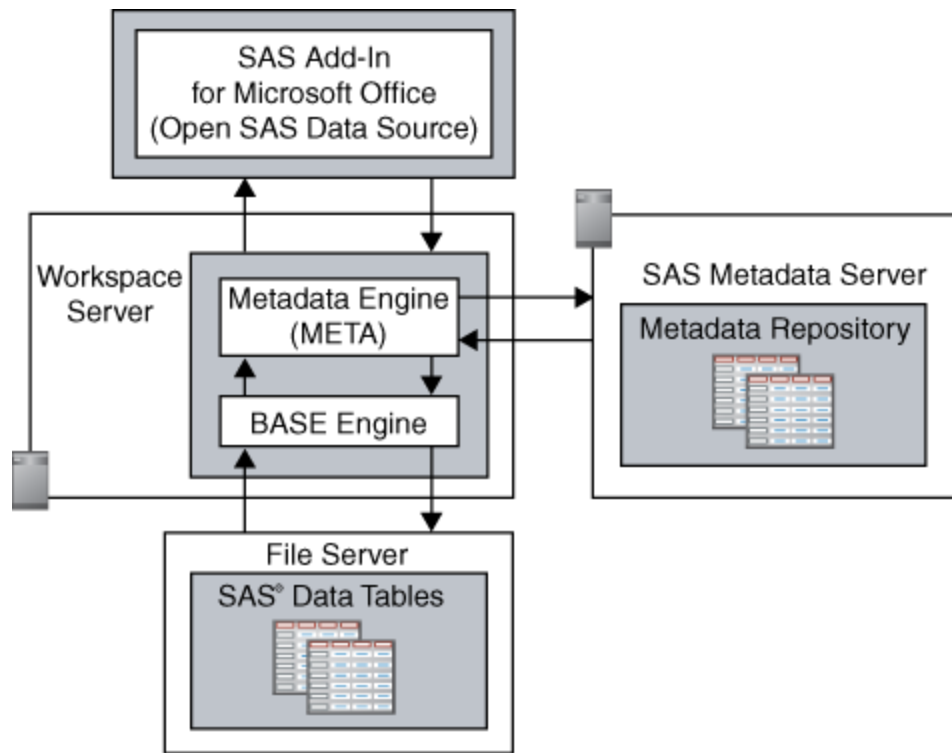 SAS Add-In
for Microsoft Office
(Open SAS Data Source)
Workspace
Server
Metadata Engine
(META)
BASE Engine
SAS Metadata Server
Metadata Repository
File Server
SAS® Data Tables